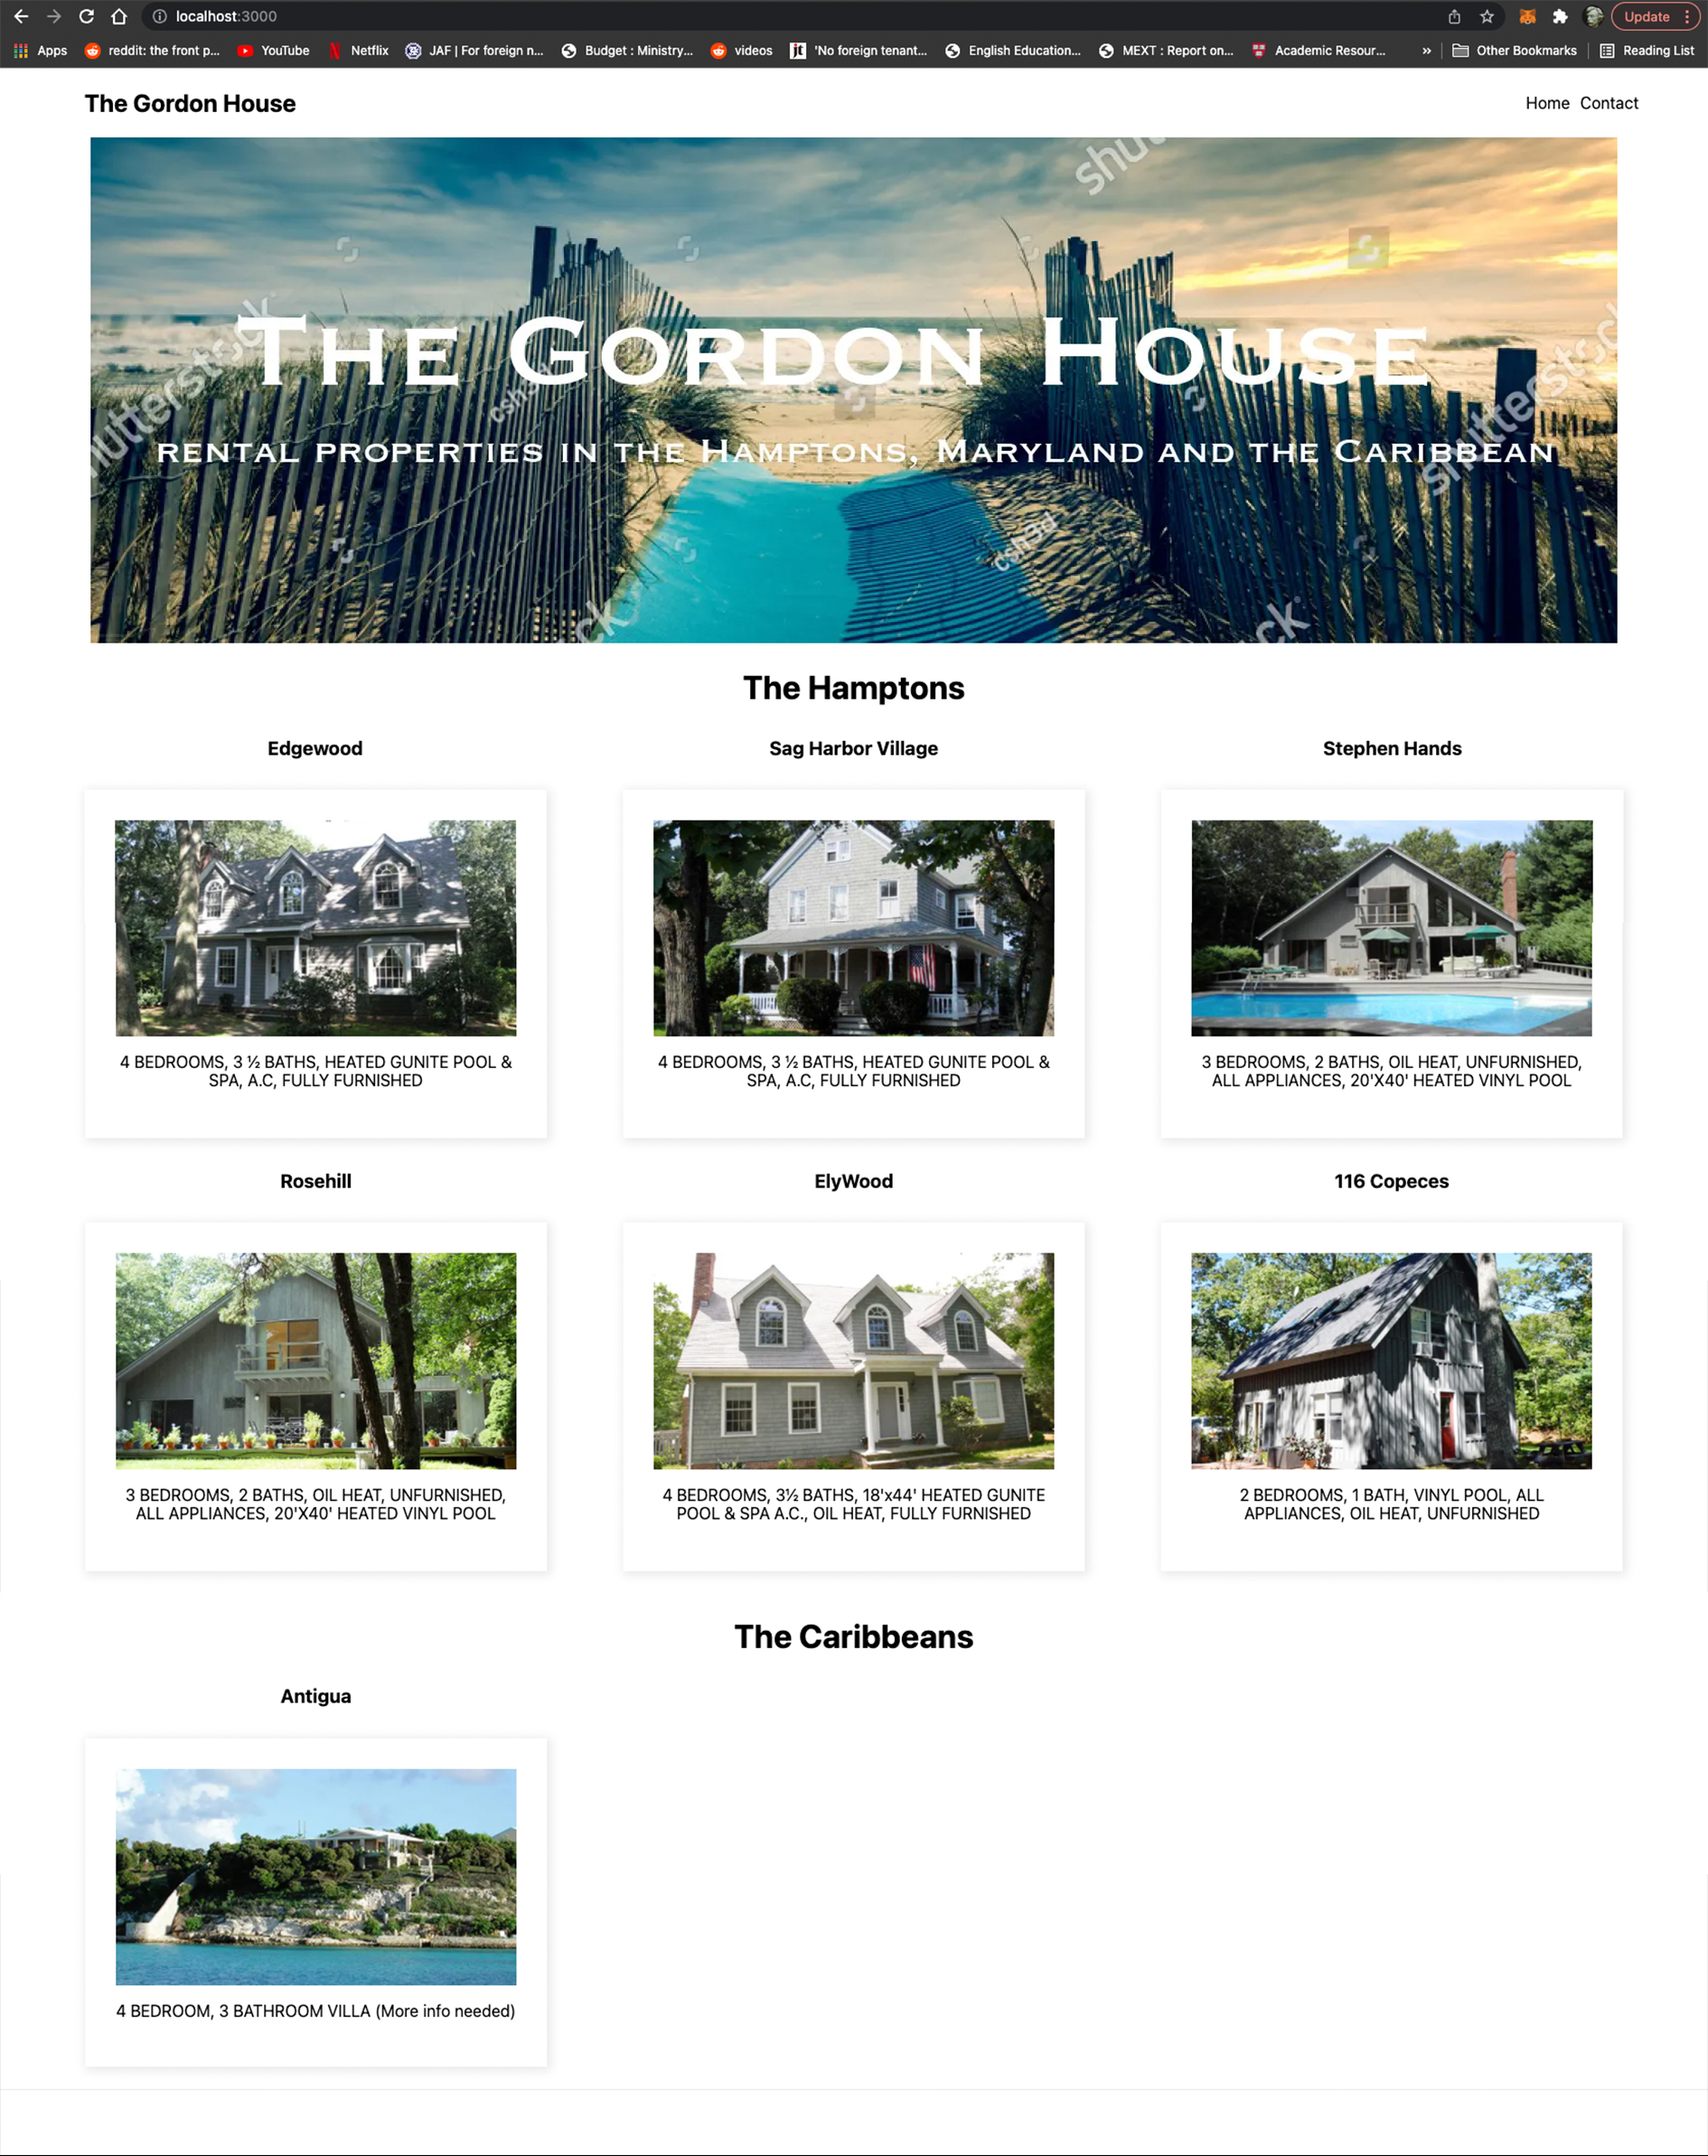 localhost:3000
Update
Apps
reddit: the front p...
YouTube
Netflix
JAF | For foreign n...
Budget : Ministry...
videos
'No foreign tenant...
English Education...
MEXT : Report on...
Academic Resour...
»
Other Bookmarks
Reading List
The Gordon House
Home Contact
shut
shutterstock
shutterstock
The Gordon House
rental properties in the Hamptons, Maryland and the Caribbean
csh3d
ck
ck
The Hamptons
Edgewood
4 BEDROOMS, 3 ½ BATHS, HEATED GUNITE POOL &
SPA, A.C, FULLY FURNISHED
Sag Harbor Village
4 BEDROOMS, 3 ½ BATHS, HEATED GUNITE POOL &
SPA, A.C, FULLY FURNISHED
Stephen Hands
3 BEDROOMS, 2 BATHS, OIL HEAT, UNFURNISHED,
ALL APPLIANCES, 20'X40' HEATED VINYL POOL
Rosehill
3 BEDROOMS, 2 BATHS, OIL HEAT, UNFURNISHED,
ALL APPLIANCES, 20'X40' HEATED VINYL POOL
ElyWood
4 BEDROOMS, 3½ BATHS, 18'x44' HEATED GUNITE
POOL & SPA A.C., OIL HEAT, FULLY FURNISHED
116 Copeces
2 BEDROOMS, 1 BATH, VINYL POOL, ALL
APPLIANCES, OIL HEAT, UNFURNISHED
The Caribbeans
Antigua
4 BEDROOM, 3 BATHROOM VILLA (More info needed)